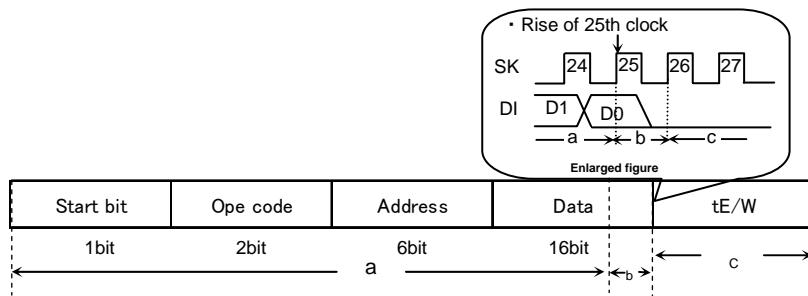 ・Rise of 25th clock
SK 24 25 26 27
DI D1 D0
a b c
Enlarged figure
Start bit Ope code Address Data tE/W
1bit 2bit 6bit 16bit
a b C